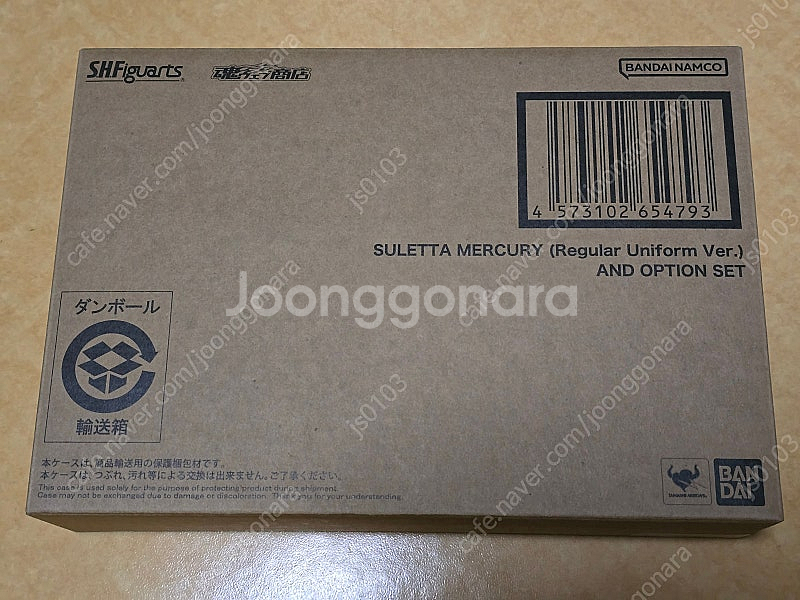 S.H.Figuarts
魂ウェブ商店
BANDAI NAMCO
4 573102 654793
SULETTA MERCURY (Regular Uniform Ver.)
AND OPTION SET
ダンボール
輸送箱
本ケースは、商品輸送用の保護梱包材です。
本ケースは、つぶれ、汚れ等による交換は出来ません。ご了承ください。
This case is used solely for the purpose of protecting product during shipment.
Case may not be exchanged due to damage or discoloration. Thank you for your understanding.
TAMASHII NATIONS
BAN
DAI
Joonggonara
cafe.naver.com/joonggonara
js0103